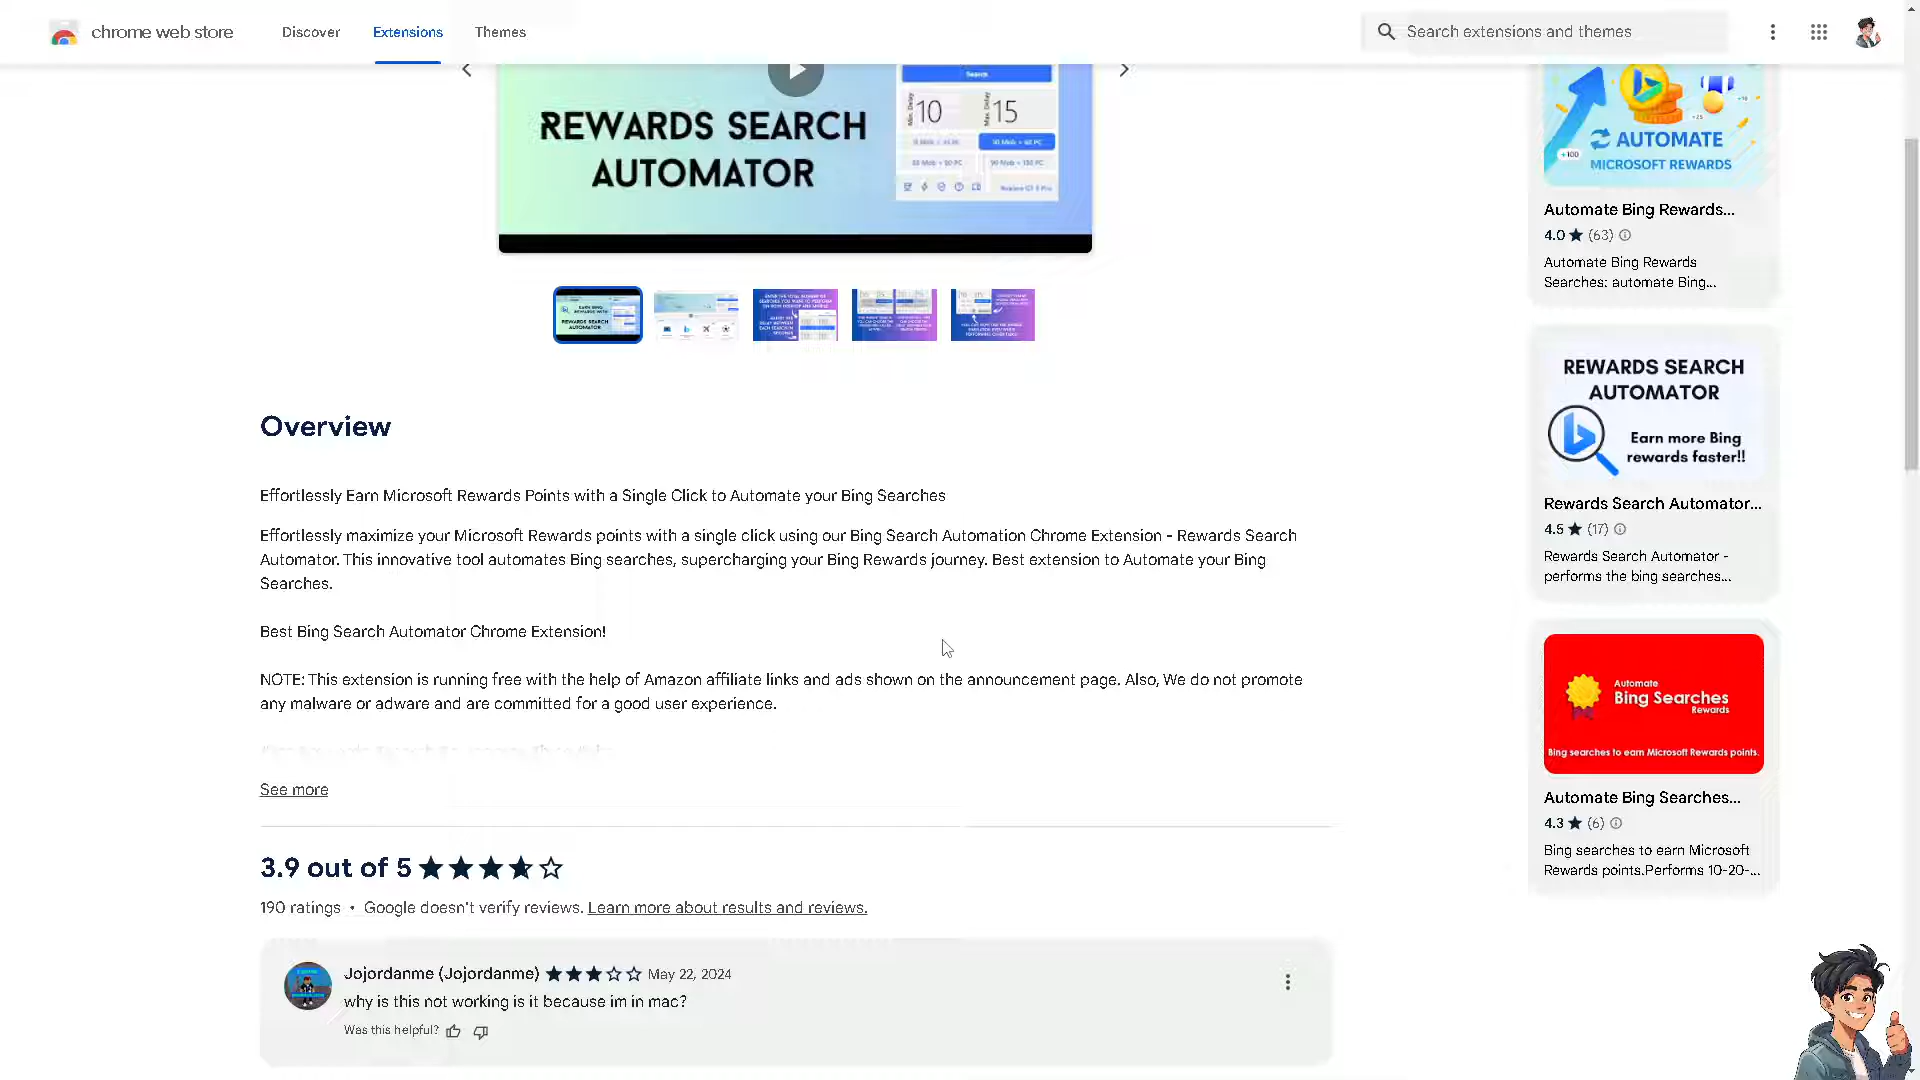 chrome web store
Discover
Extensions
Themes
Search extensions and themes
REWARDS SEARCH
AUTOMATOR
Search
Min. Delay
10
Max. Delay
15
AUTOMATE
MICROSOFT REWARDS
+100
Automate Bing Rewards...
4.0 ★ (63)
Automate Bing Rewards
Searches: automate Bing...
REWARDS SEARCH
AUTOMATOR
Earn more Bing
rewards faster!!
Rewards Search Automator...
4.5 ★ (17)
Rewards Search Automator -
performs the bing searches...
Automate
Bing Searches
Rewards
Bing searches to earn Microsoft Rewards points.
Automate Bing Searches...
4.3 ★ (6)
Bing searches to earn Microsoft
Rewards points.Performs 10-20-...
Overview
Effortlessly Earn Microsoft Rewards Points with a Single Click to Automate your Bing Searches
Effortlessly maximize your Microsoft Rewards points with a single click using our Bing Search Automation Chrome Extension - Rewards Search
Automator. This innovative tool automates Bing searches, supercharging your Bing Rewards journey. Best extension to Automate your Bing
Searches.
Best Bing Search Automator Chrome Extension!
NOTE: This extension is running free with the help of Amazon affiliate links and ads shown on the announcement page. Also, We do not promote
any malware or adware and are committed for a good user experience.
See more
3.9 out of 5
190 ratings • Google doesn't verify reviews. Learn more about results and reviews.
Jojordanme (Jojordanme)
May 22, 2024
why is this not working is it because im in mac?
Was this helpful?